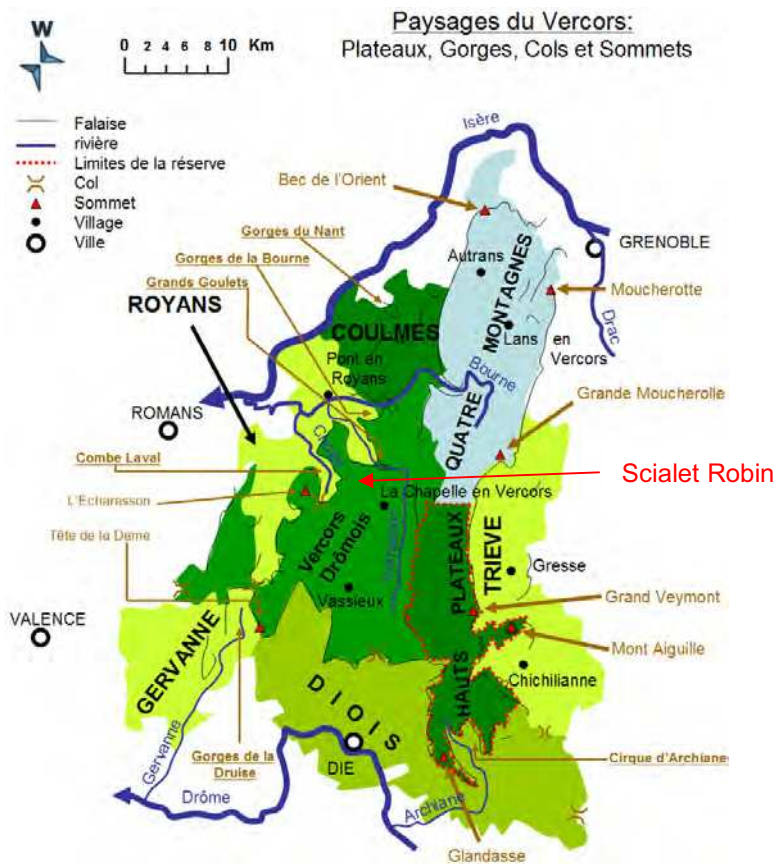 Paysages du Vercors:
Plateaux, Gorges, Cols et Sommets
W
0 2 4 6 8 10 Km
Falaise
rivière
Limites de la réserve
Col
Sommet
Village
Ville
Isère
Bec de l'Orient
GRENOBLE
Gorges du Nant
Autrans
Gorges de la Bourne
Grands Goulets
Moucherotte
ROYANS
MONTAGNES
COULMES
Lans en
Vercors
Drac
Pont en
Royans
Bourne
ROMANS
Grande Moucherolle
QUATRE
Combe Laval
Scialet Robin
L'Echarasson
La Chapelle en Vercors
Tête de la Dame
Vercors
Drômois
PLATEAUX
TRIEVE
Gresse
Vassieux
Grand Veymont
VALENCE
Mont Aiguille
GERVANNE
HAUTS
Chichilianne
DIOIS
Gervanne
Gorges de la
Druise
DIE
Cirque d'Archiane
Drôme
Archiane
Glandasse